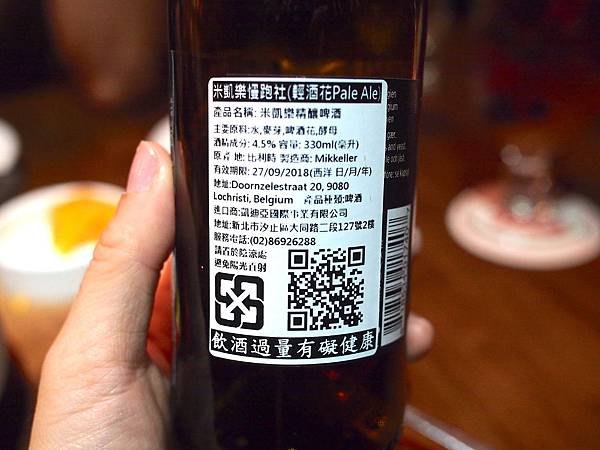 米凱樂慢跑社(輕酒花Pale Ale)
產品名稱: 米凱樂精釀啤酒
主要原料:水,麥芽,啤酒花,酵母
酒精成分: 4.5% 容量: 330ml(毫升)
原產地: 比利時 製造商: Mikkeller
有效期限: 27/09/2018(西洋 日/月/年)
地址:Doornzelestraat 20, 9080
Lochristi, Belgium 產品種類:啤酒
進口商:凱迪亞國際事業有限公司
地址:新北市汐止區大同路二段127號2樓
服務電話:(02)86926288
請置於陰涼處
避免陽光直射
飲酒過量有礙健康